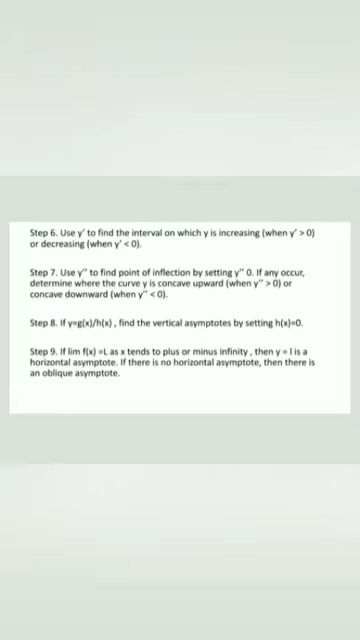 Step 6. Use y' to find the interval on which y is increasing (when y' > 0)
or decreasing (when y' < 0).
Step 7. Use y'' to find point of inflection by setting y'' 0. If any occur,
determine where the curve y is concave upward (when y'' > 0) or
concave downward (when y'' < 0).
Step 8. If y=g(x)/h(x) , find the vertical asymptotes by setting h(x)=0.
Step 9. If lim f(x) =L as x tends to plus or minus infinity , then y = l is a
horizontal asymptote. If there is no horizontal asymptote, then there is
an oblique asymptote.